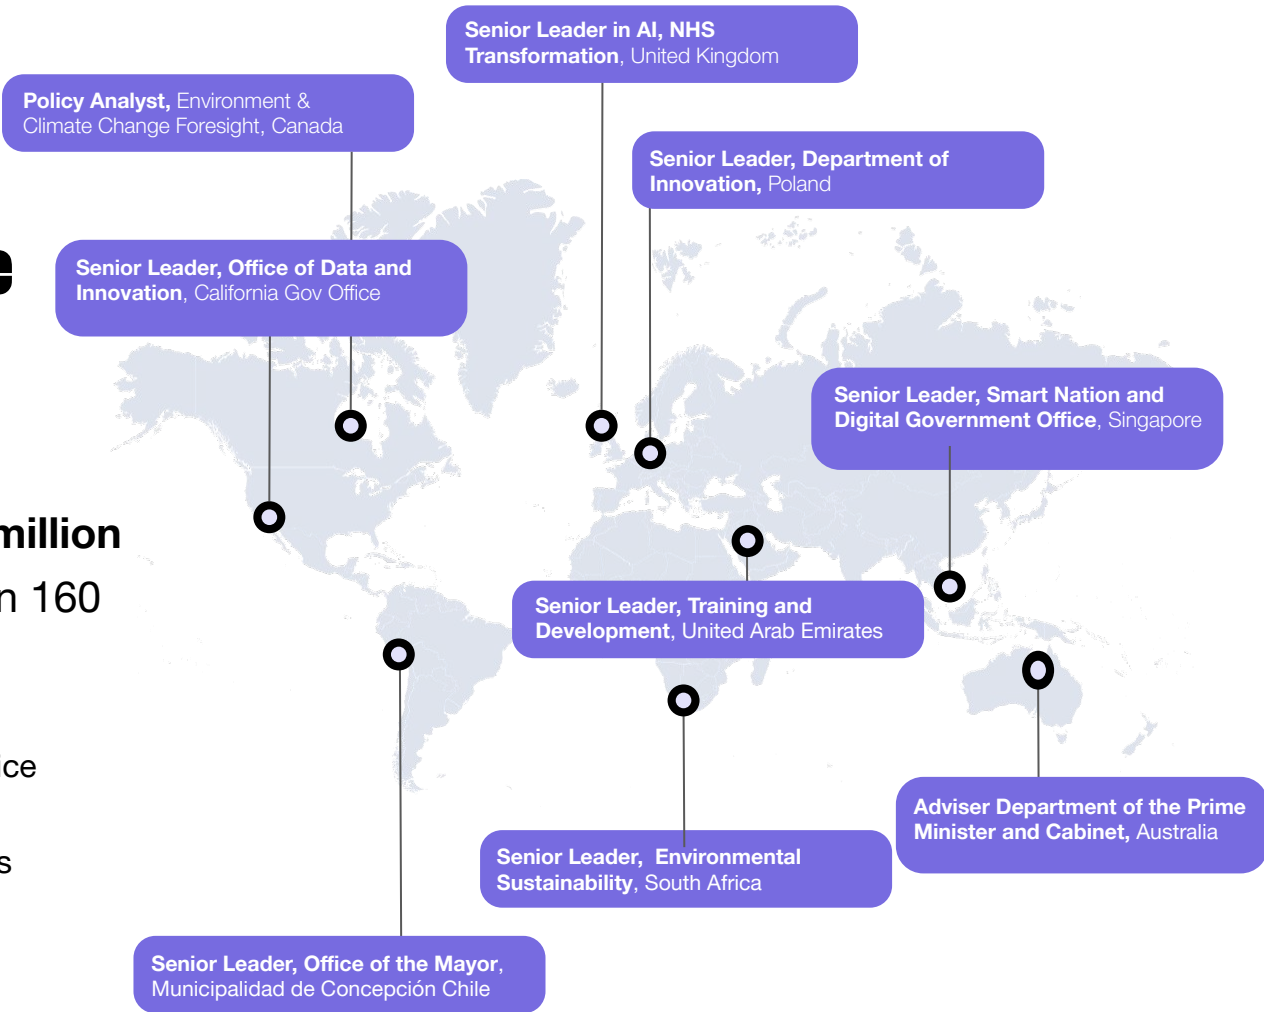 Senior Leader in AI, NHS
Transformation, United Kingdom
Policy Analyst, Environment &
Climate Change Foresight, Canada
Senior Leader, Department of
Innovation, Poland
Senior Leader, Office of Data and
Innovation, California Gov Office
Senior Leader, Smart Nation and
Digital Government Office, Singapore
million
160
Senior Leader, Training and
Development, United Arab Emirates
Adviser Department of the Prime
Minister and Cabinet, Australia
Senior Leader, Environmental
Sustainability, South Africa
Senior Leader, Office of the Mayor,
Municipalidad de Concepción Chile